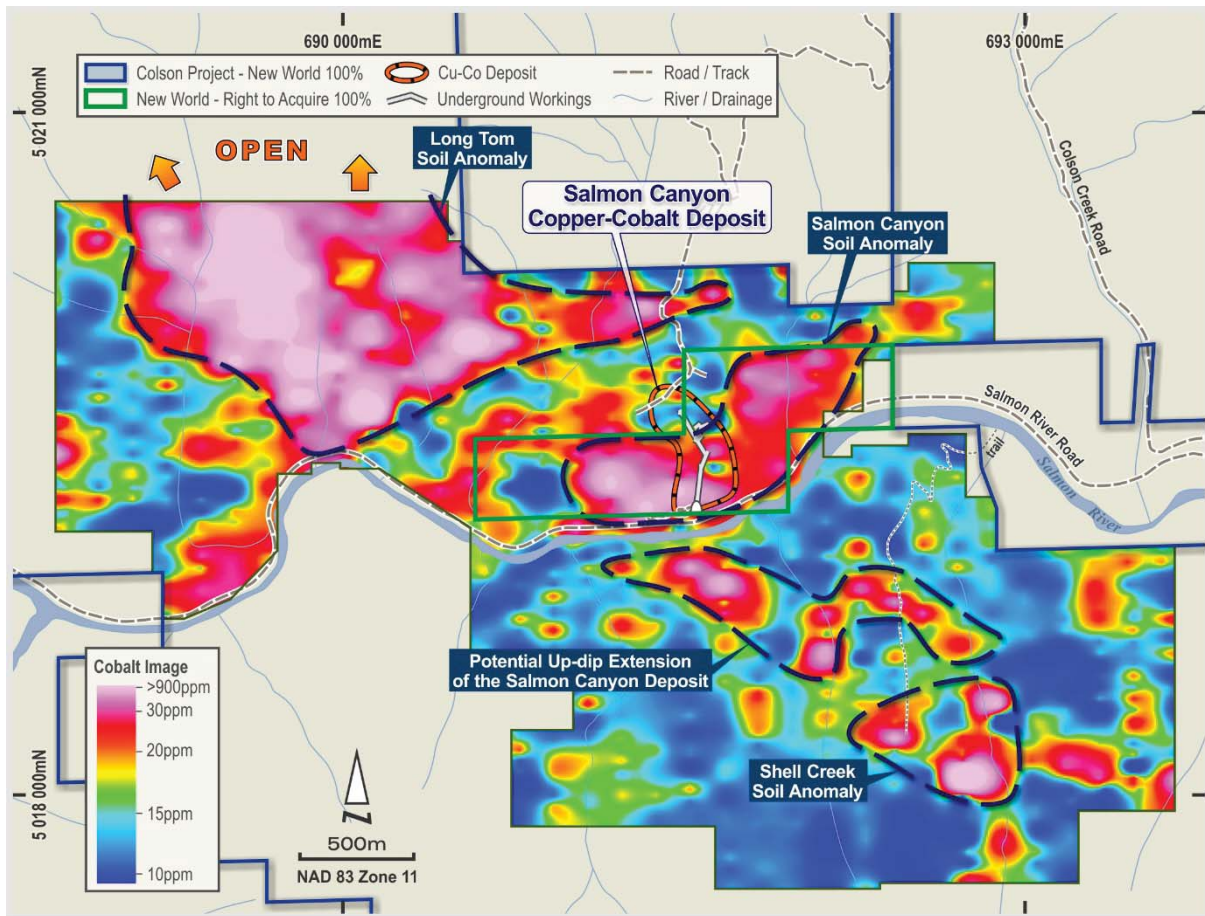 690 000mE
693 000mE
Colson Project - New World 100%
Cu-Co Deposit
Road / Track
New World - Right to Acquire 100%
Underground Workings
River / Drainage
5 021 000mN
OPEN
Long Tom
Soil Anomaly
Salmon Canyon
Copper-Cobalt Deposit
Salmon Canyon
Soil Anomaly
Colson Creek Road
Salmon River Road
trail
Salmon River
Potential Up-dip Extension
of the Salmon Canyon Deposit
Shell Creek
Soil Anomaly
Cobalt Image
>900ppm
30ppm
20ppm
15ppm
10ppm
5 018 000mN
N
500m
NAD 83 Zone 11